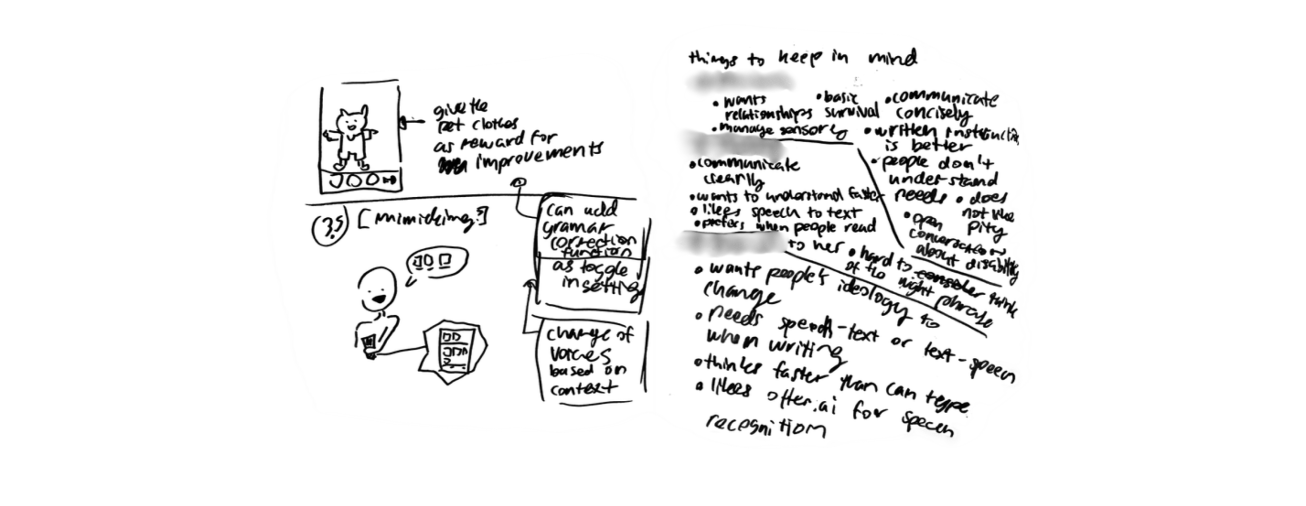 give the
pet clothes
as reward for
improvements
3.5 [mimicking?]
can add
gramar
correction
function
as toggle
in setting
change of
voices
based on
context
things to keep in mind
• wants
relationships
• manage sensory
• basic
survival
• communicate
concisely
• written instructi
is better
• people don't
understand
needs
• does
not like
pity
• open
conversation
about disability
• communicate
clearly
• wants to understand faster
• likes speech to text
• prefers when people read
to her
• hard to think
of the right phrase
• wants people's ideology to
change
• needs speech-text or text-speech
when writing
• thinks faster than can type
• likes otter.ai for speech
recognition